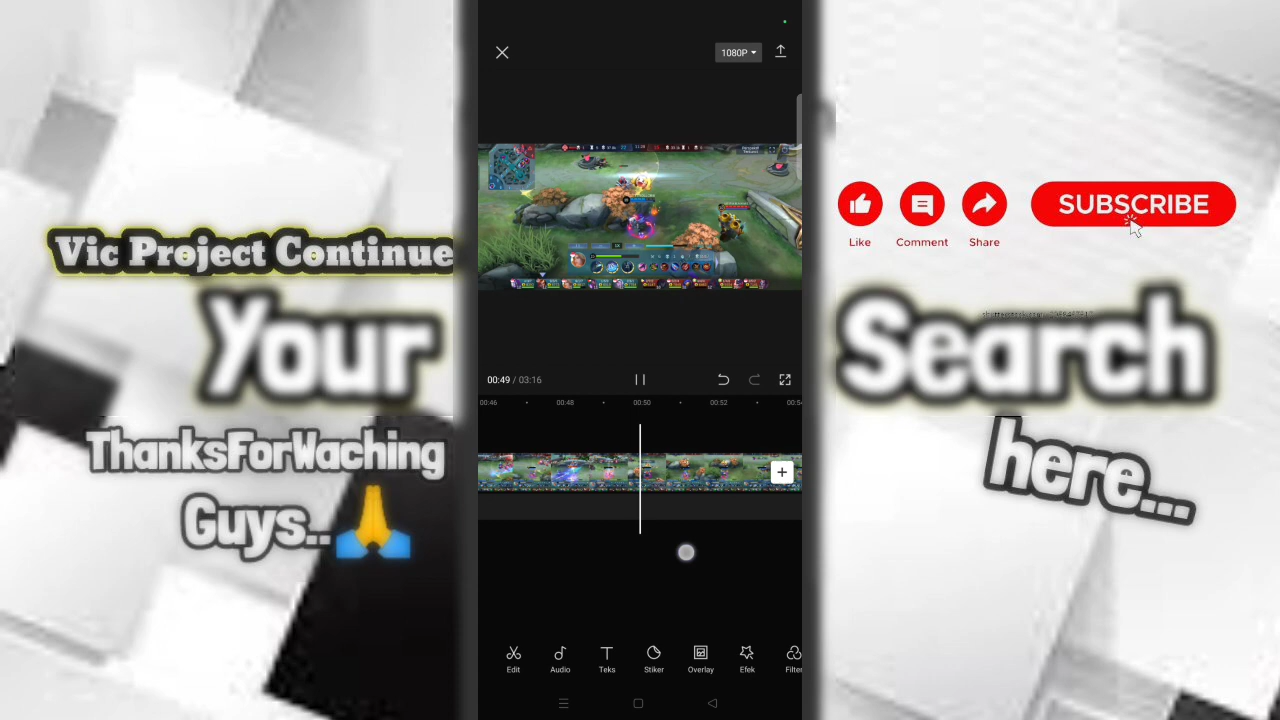 Vic Project Continue
Your
ThanksForWaching
Guys..🙏
1080P
00:49 / 03:16
00:46
00:48
00:50
00:52
Edit
Audio
Teks
Stiker
Overlay
Efek
Filter
Like
Comment
Share
SUBSCRIBE
Search
here...